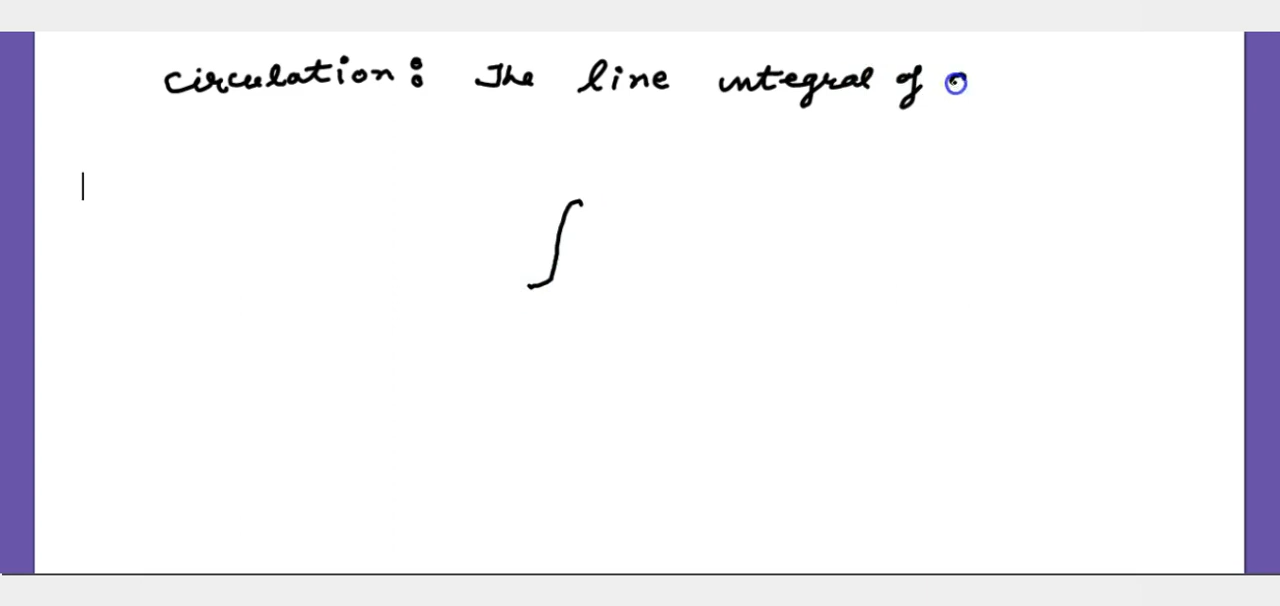 circulation: The line integral of
∫